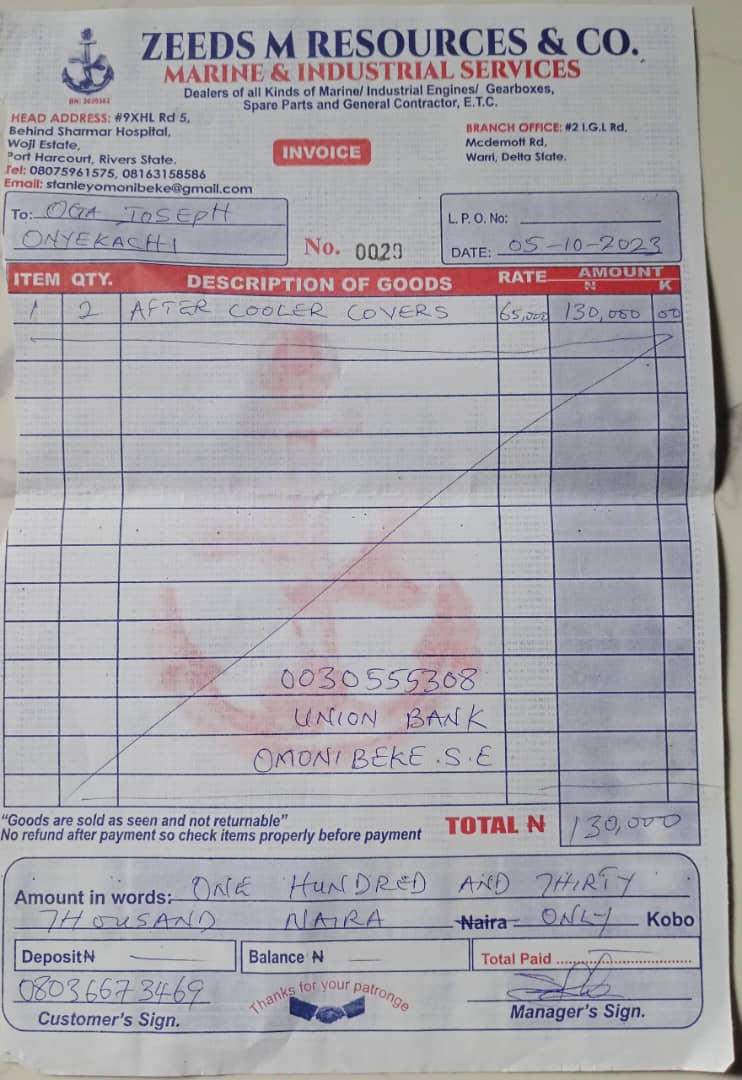 ZEEDS M RESOURCES & CO.
MARINE & INDUSTRIAL SERVICES
Dealers of all Kinds of Marine/ Industrial Engines/ Gearboxes,
Spare Parts and General Contractor, E.T.C.
HEAD ADDRESS: #9XHL Rd 5,
Behind Sharmar Hospital,
Woji Estate,
Port Harcourt, Rivers State.
Tel: 08075961575, 08163158586
Email: stanleyomonibeke@gmail.com
INVOICE
BRANCH OFFICE: #2 I.G.L Rd,
Mcdemott Rd,
Warri, Delta State.
To: OGA JOSEPH
ONYEKACHI
No. 0029
L.P.O. No:
DATE: 05-10-2023
ITEM QTY. DESCRIPTION OF GOODS RATE AMOUNT
N K
1 2 AFTER COOLER COVERS 65,000 130,000 00
0030555308
UNION BANK
OMONIBEKE .S.E
"Goods are sold as seen and not returnable"
No refund after payment so check items properly before payment
TOTAL ₦ 130,000
Amount in words: ONE HUNDRED AND THIRTY
THOUSAND NAIRA Naira ONLY Kobo
Deposit ₦ Balance ₦ Total Paid
08036673469
Customer's Sign.
Thanks for your patronge
Manager's Sign.